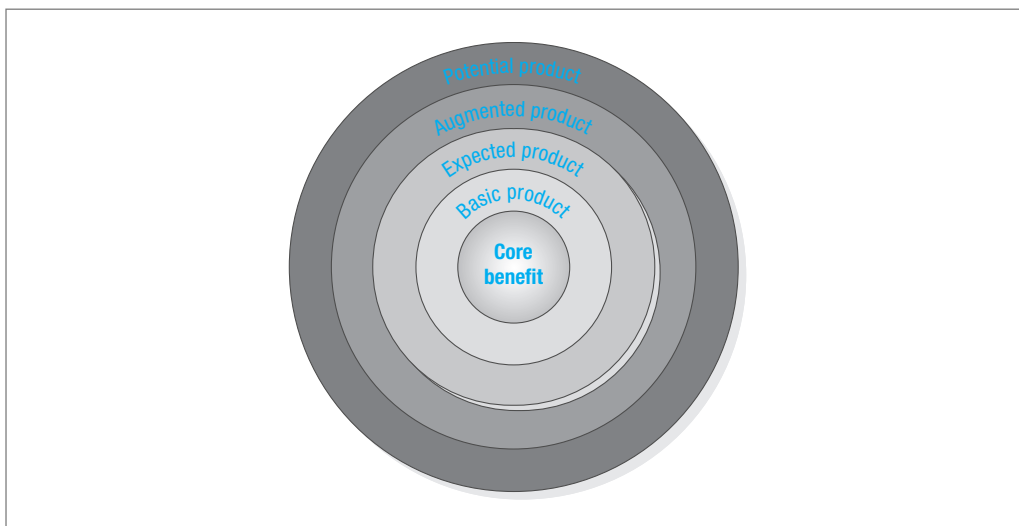 Potential product
Augmented product
Expected product
Basic product
Core
benefit